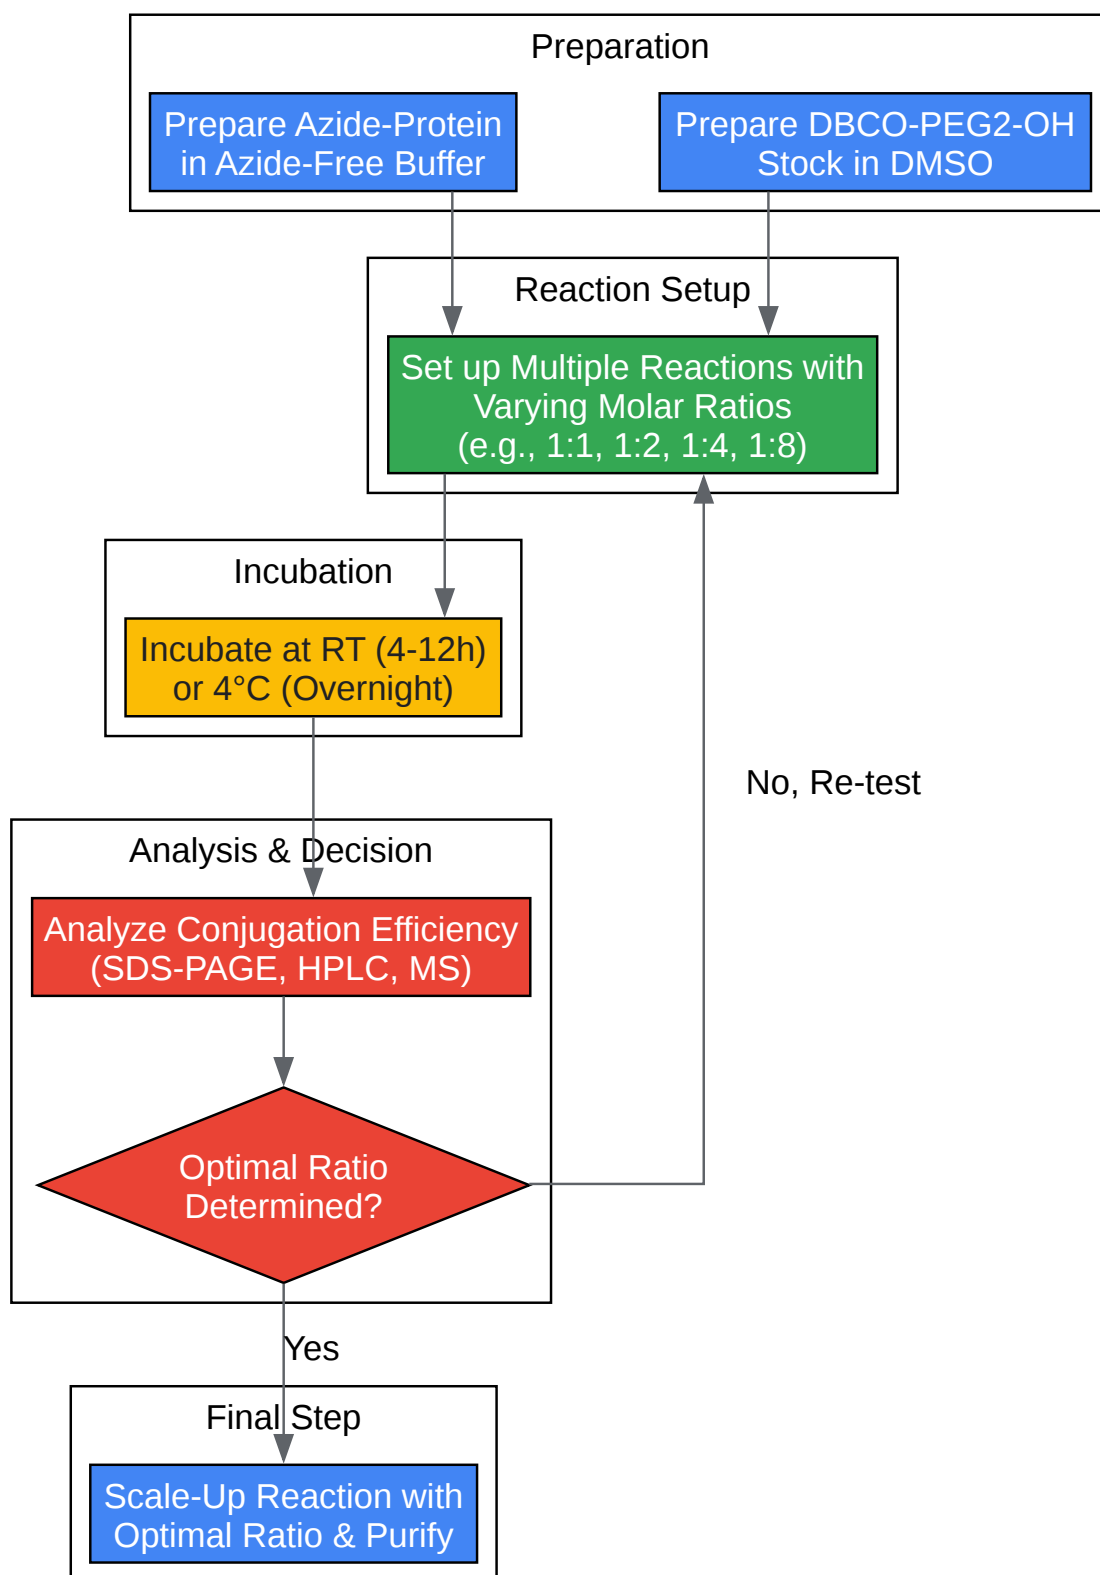 Preparation
Prepare Azide-Protein
in Azide-Free Buffer
Prepare DBCO-PEG2-OH
Stock in DMSO
Reaction Setup
Set up Multiple Reactions with
Varying Molar Ratios
(e.g., 1:1, 1:2, 1:4, 1:8)
Incubation
Incubate at RT (4-12h)
or 4°C (Overnight)
No, Re-test
Analysis & Decision
Analyze Conjugation Efficiency
(SDS-PAGE, HPLC, MS)
Optimal Ratio
Determined?
Yes
Final Step
Scale-Up Reaction with
Optimal Ratio & Purify